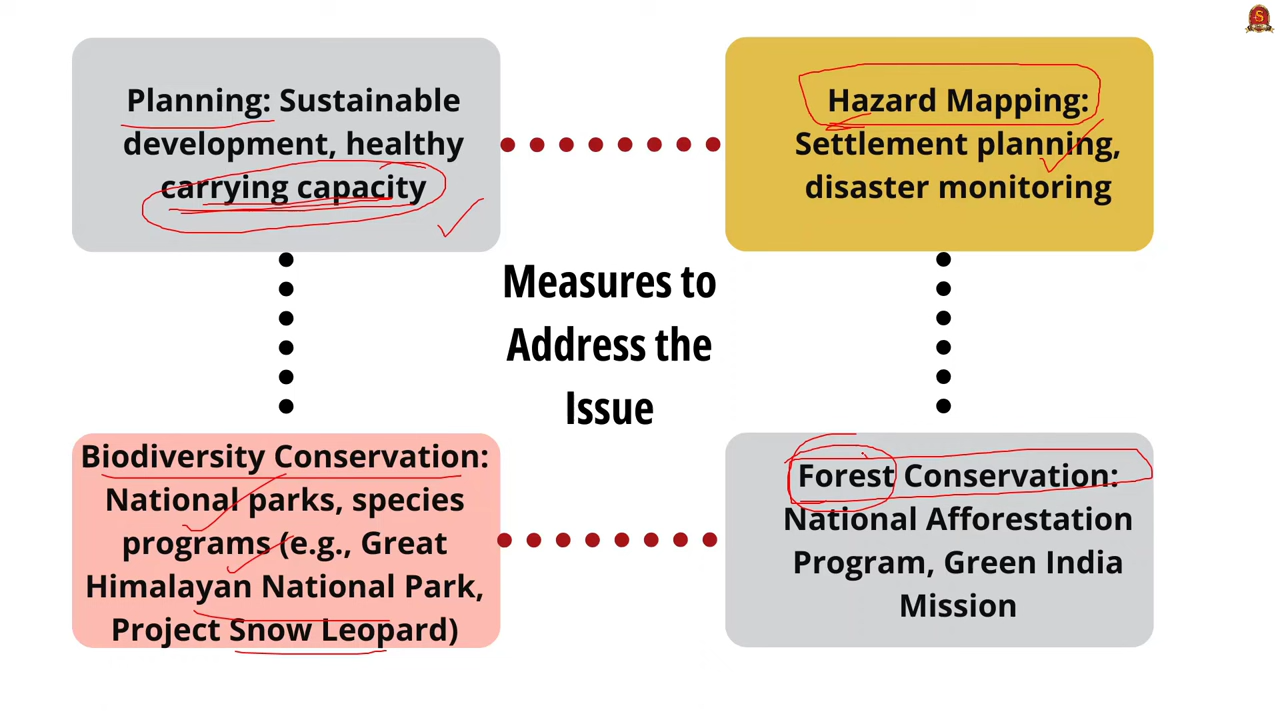 Planning: Sustainable
development, healthy
carrying capacity
Hazard Mapping:
Settlement planning,
disaster monitoring
Measures to
Address the
Issue
Biodiversity Conservation:
National parks, species
programs (e.g., Great
Himalayan National Park,
Project Snow Leopard)
Forest Conservation:
National Afforestation
Program, Green India
Mission